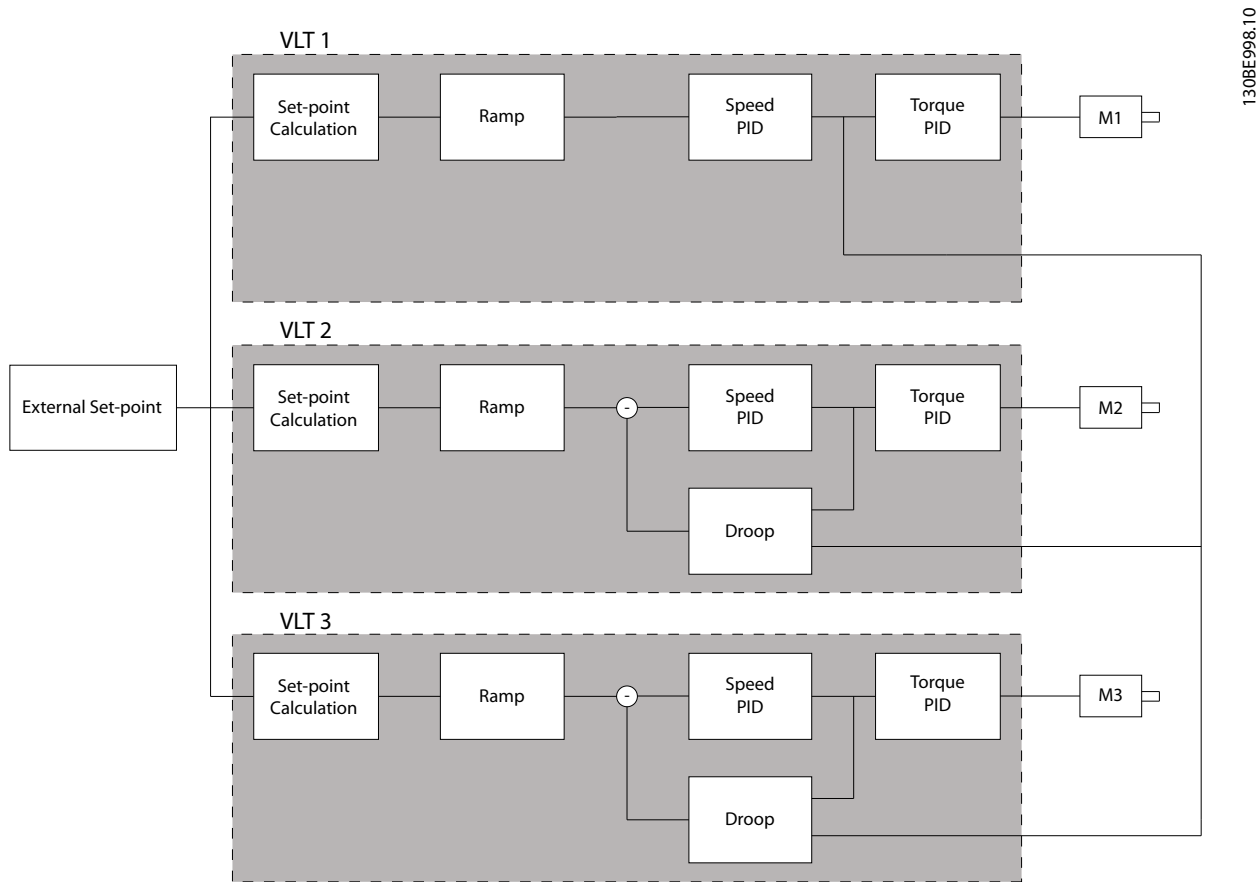 130BE998.10
VLT 1
Set-point
Calculation
Ramp
Speed
PID
Torque
PID
M1
VLT 2
External Set-point
Set-point
Calculation
Ramp
-
Speed
PID
Torque
PID
M2
Droop
VLT 3
Set-point
Calculation
Ramp
-
Speed
PID
Torque
PID
M3
Droop